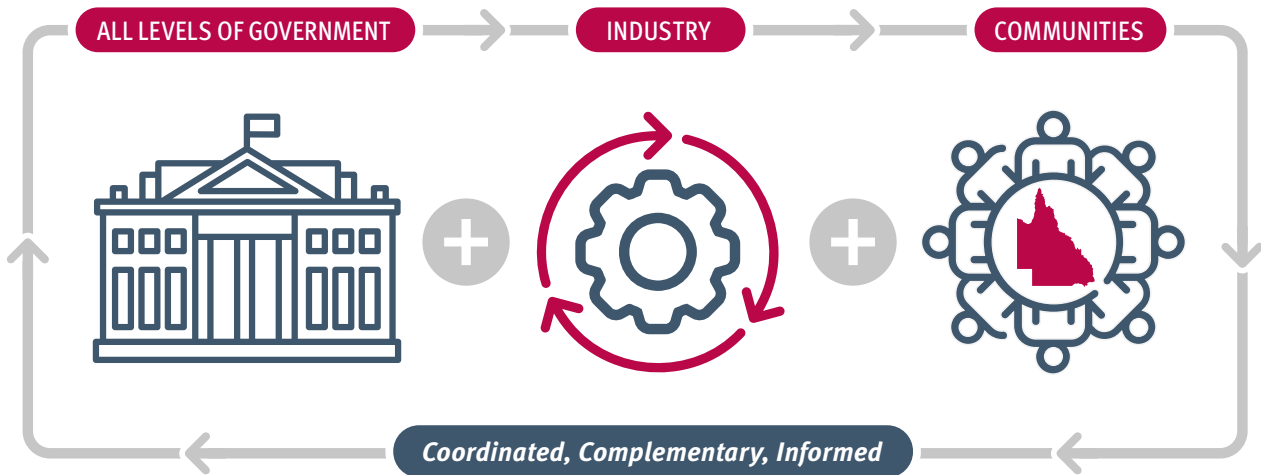 ALL LEVELS OF GOVERNMENT
INDUSTRY
COMMUNITIES
Coordinated, Complementary, Informed